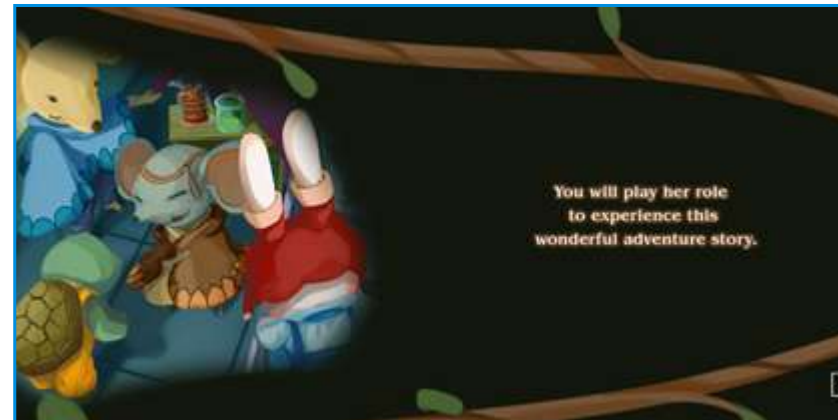 You will play her role
to experience this
wonderful adventure story.